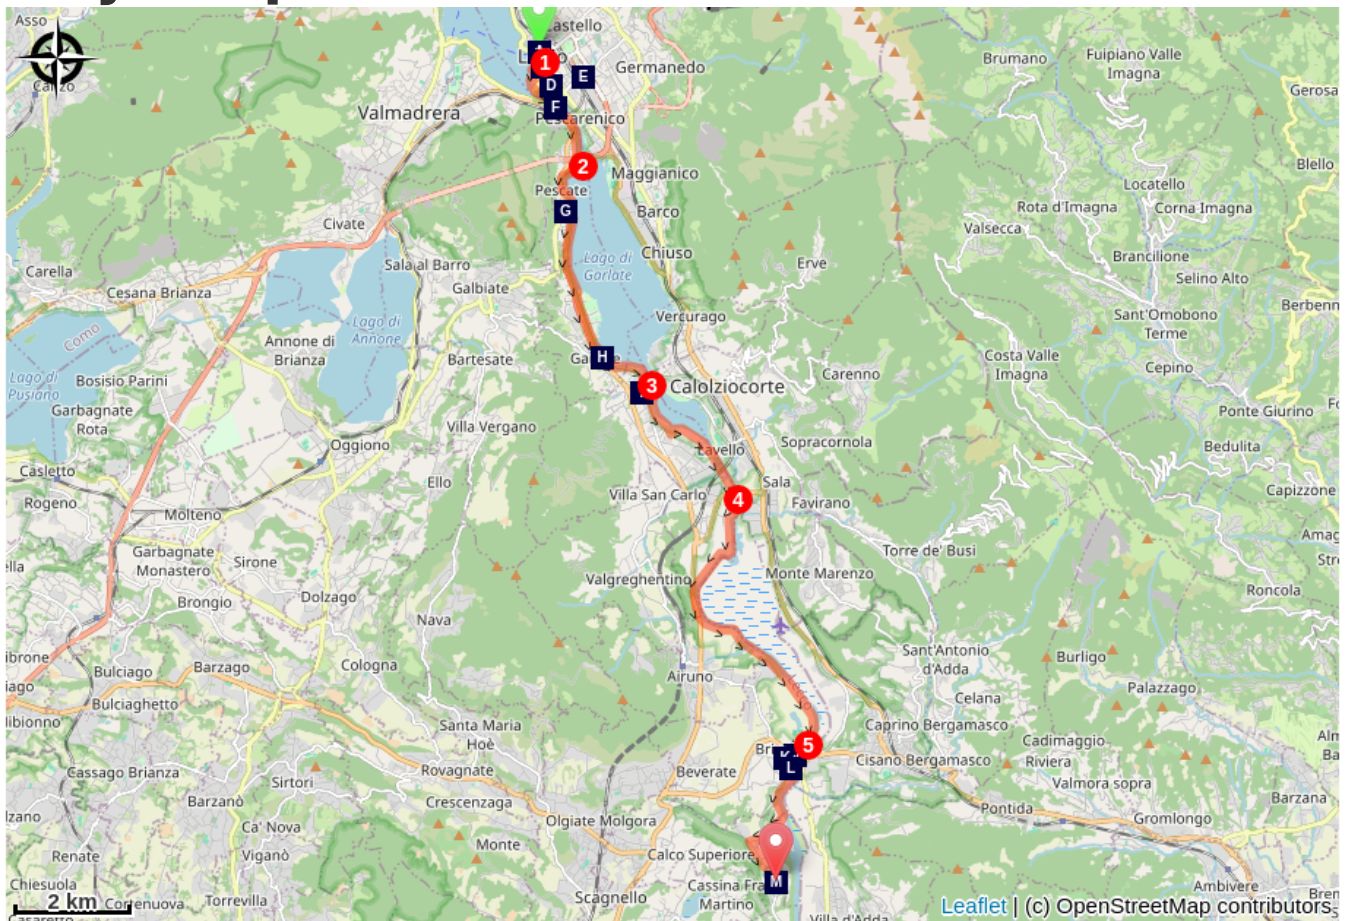 Asso
Castello
Brumano
Fuipiano Valle
Imagna
1
E
Germanedo
D
Valmadrera
F
Pescarenico
Blello
2
Maggianico
Pescate
Locatello
G
Barco
Rota d'Imagna
Corna Imagna
Civate
Valsecca
Chiuso
Brancilione
Lago di
Garlate
Erve
Carella
Sala al Barro
Selino Alto
Cesana Brianza
Galbiate
Sant'Omobono
Terme
Como
Lago di
Annone
Vercurago
Annone di
Brianza
Bartesate
H
Costa Valle
Imagna
Cepino
Lago di
Pusiano
Bosisio Parini
3
Calolziocorte
Carenno
Garbagnate
Rota
Ponte Giurino
Villa Vergano
Sopracornola
Oggiono
Lavello
Bedulita
Casletto
Ello
Sala
Rogeno
Villa San Carlo
4
Favirano
Capizzone
Molteno
Garbagnate
Monastero
Sirone
Torre de' Busi
Valgreghentino
Monte Marenzo
Brongio
Dolzago
Roncola
Nava
Sant'Antonio
d'Adda
Bulciago
Barzago
Cologna
Airuno
Burligo
Bulciaghetto
Celana
Palazzago
Santa Maria
Hoè
Caprino Bergamasco
5
Cadimaggio
Riviera
K
L
Cisano Bergamasco
Cassago Brianza
Sirtori
Rovagnate
Beverate
Valmora sopra
Barzanò
Crescenzaga
Pontida
Barzana
Ca' Nova
Olgiate Molgora
Gromlongo
Renate
Viganò
Monte
Calco Superiore
Chiesuola
Torrevilla
Scagnello
M
Martino
Ambivere
2 km
Leaflet | (c) OpenStreetMap contributors